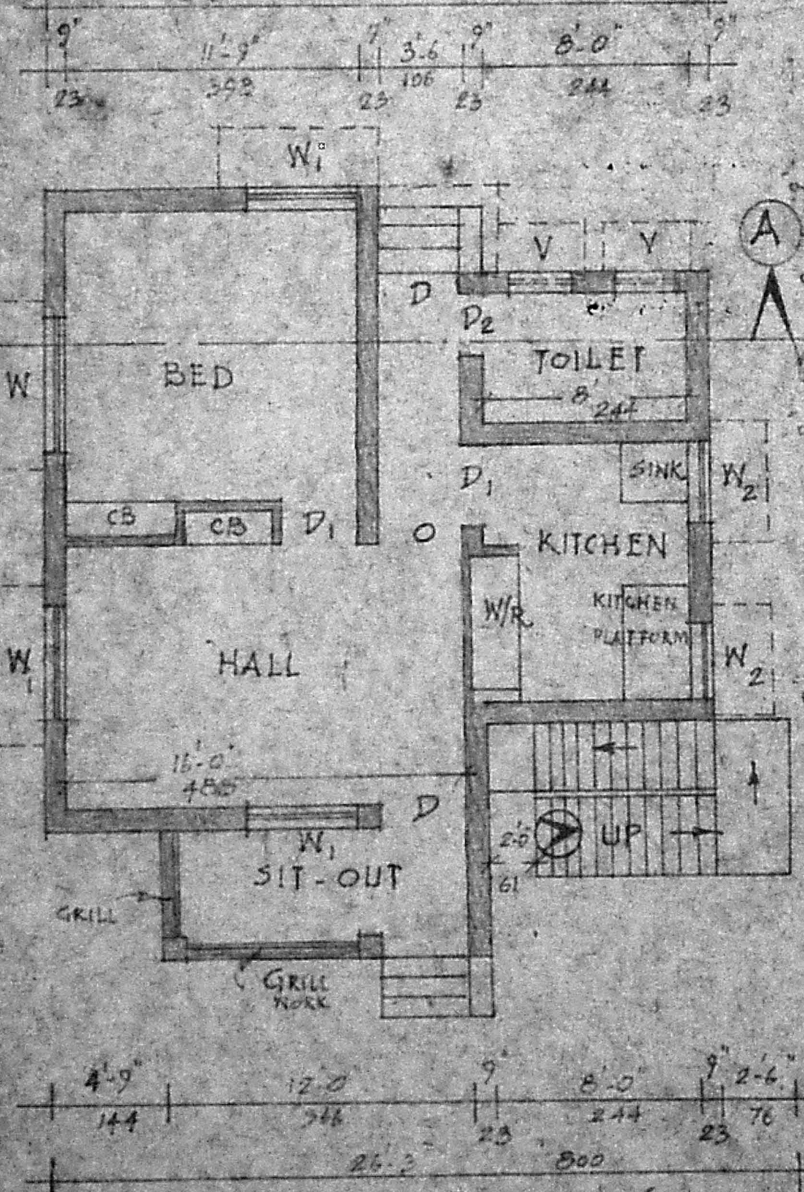 9" 11'-9" 9" 3'-6 9" 8'-0" 9"
23 393 23 106 23 244 23
W1
V V
A
D
D2
TOILET
W
BED
8'
244
SINK
D1
W2
CB
CB
D1
O
KITCHEN
W/R
KITCHEN
PLATFORM
W1
HALL
W2
16'-0"
488
D
2'-0"
UP
W1
61
SIT-OUT
GRILL
GRILL
WORK
4'-9" 12'-0" 9" 8'-0" 9" 2'-6"
144 366 23 244 23 76
26'-3" 800